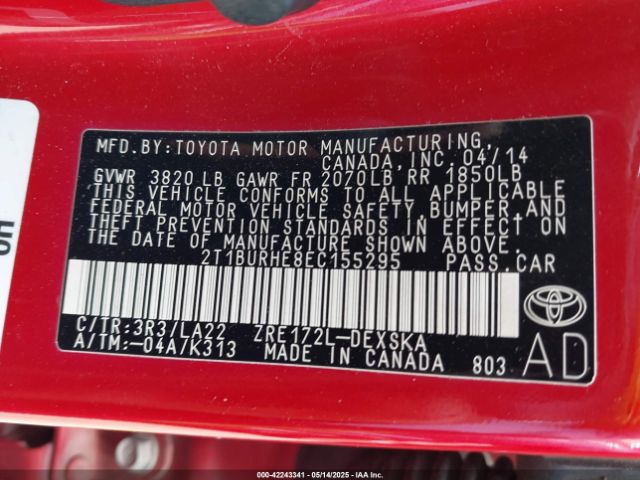 MFD. BY: TOYOTA MOTOR MANUFACTURING,
CANADA, INC. 04/14
GVWR 3820 LB GAWR FR 2070LB, RR 1850LB
THIS VEHICLE CONFORMS TO ALL APPLICABLE
FEDERAL MOTOR VEHICLE SAFETY, BUMPER, AND
THEFT PREVENTION STANDARDS IN EFFECT ON
THE DATE OF MANUFACTURE SHOWN ABOVE.
2T1BURHE8EC155295 PASS. CAR
C/TR: 3R3/LA22 ZRE172L-DEXSKA
A/TM: -04A/K313 MADE IN CANADA 803
TOYOTA
AD
000-42243341 - 05/14/2025 - IAA Inc.